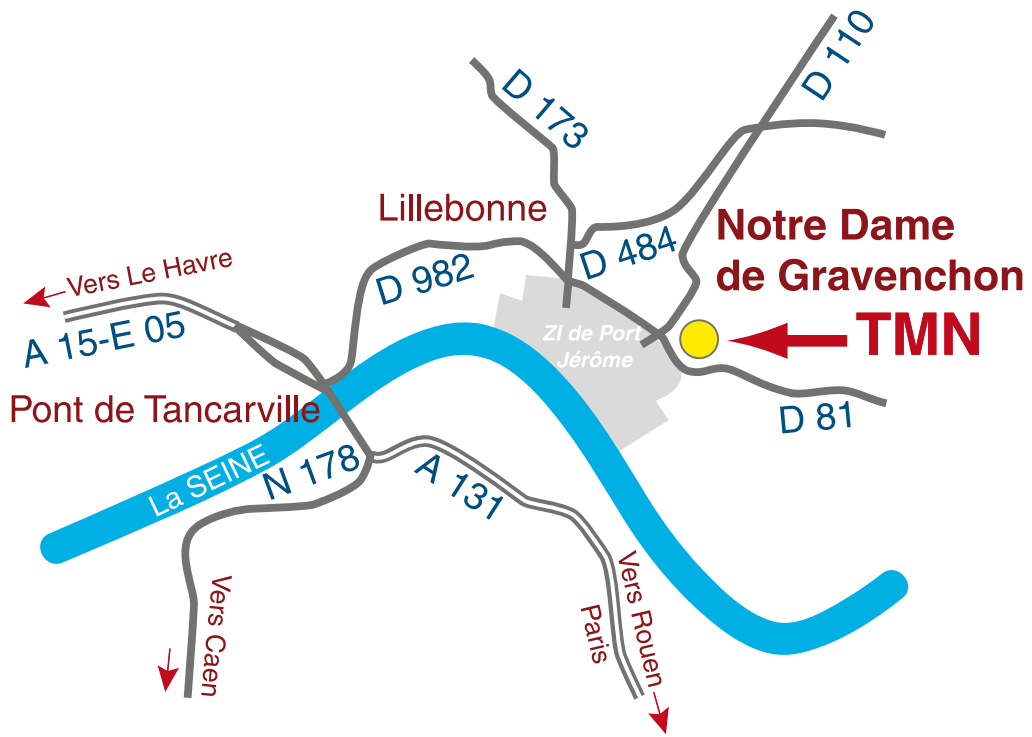 D 110
D 173
Lillebonne
Notre Dame
de Gravenchon
D 484
Vers Le Havre
D 982
A 15-E 05
ZI de Port
Jérôme
TMN
Pont de Tancarville
D 81
La SEINE
N 178
A 131
Vers Caen
Vers Rouen
Paris